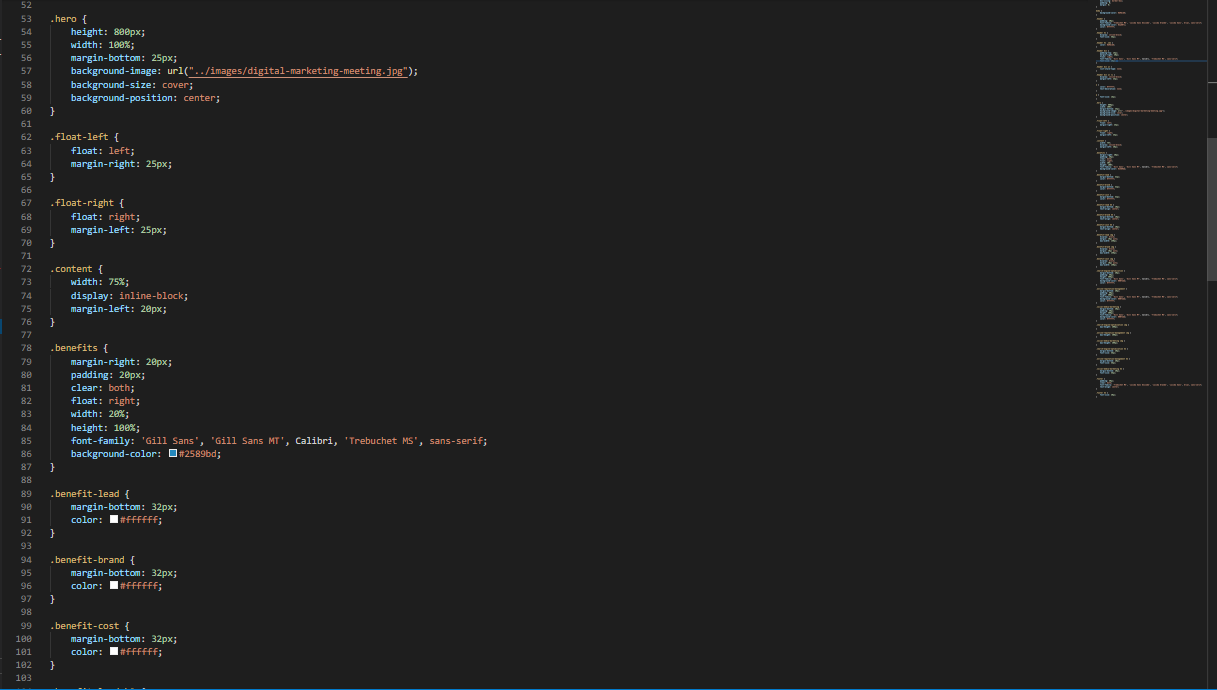 52
53 .hero {
54 height: 800px;
55 width: 100%;
56 margin-bottom: 25px;
57 background-image: url("../images/digital-marketing-meeting.jpg");
58 background-size: cover;
59 background-position: center;
60 }
61
62 .float-left {
63 float: left;
64 margin-right: 25px;
65 }
66
67 .float-right {
68 float: right;
69 margin-left: 25px;
70 }
71
72 .content {
73 width: 75%;
74 display: inline-block;
75 margin-left: 20px;
76 }
77
78 .benefits {
79 margin-right: 20px;
80 padding: 20px;
81 clear: both;
82 float: right;
83 width: 20%;
84 height: 100%;
85 font-family: 'Gill Sans', 'Gill Sans MT', Calibri, 'Trebuchet MS', sans-serif;
86 background-color: #2589bd;
87 }
88
89 .benefit-lead {
90 margin-bottom: 32px;
91 color: #ffffff;
92 }
93
94 .benefit-brand {
95 margin-bottom: 32px;
96 color: #ffffff;
97 }
98
99 .benefit-cost {
100 margin-bottom: 32px;
101 color: #ffffff;
102 }
103